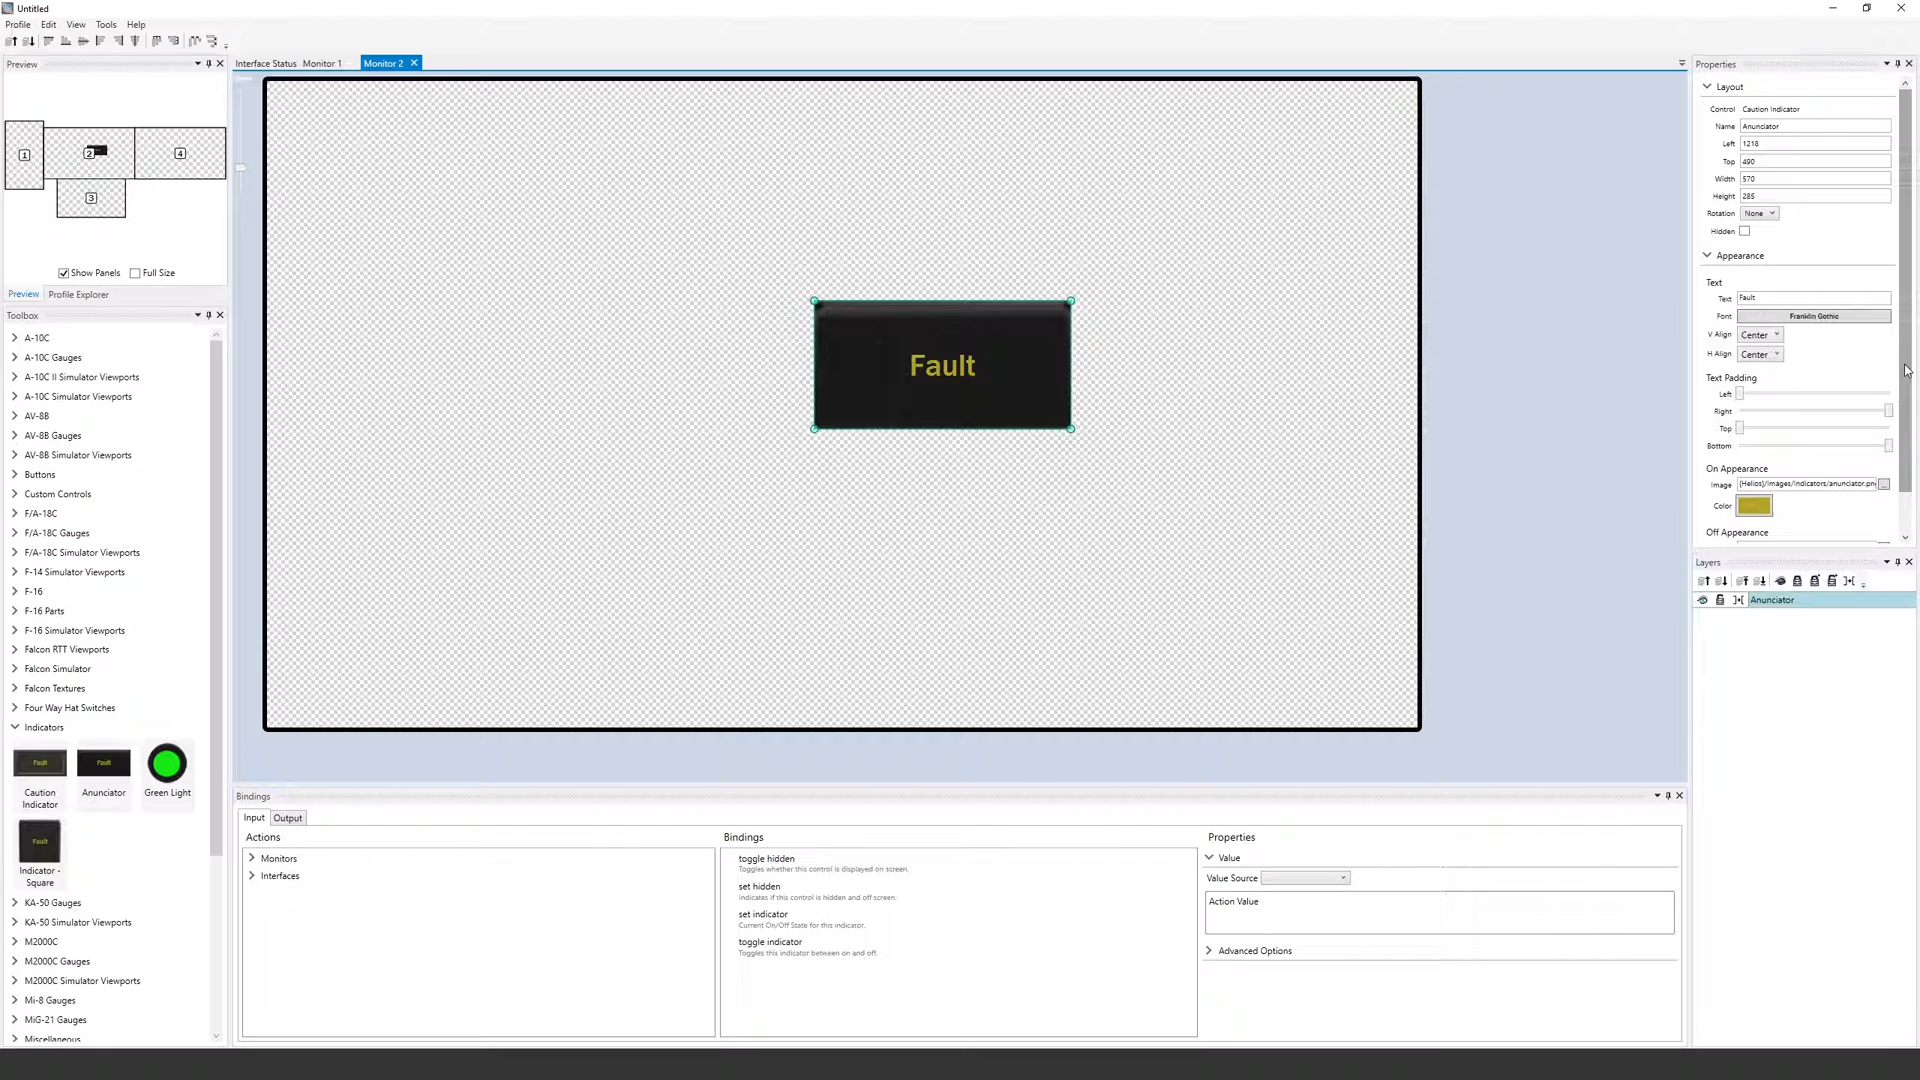 Untitled
Profile Edit View Tools Help
Preview
1
2
4
3
Show Panels Full Size
Preview Profile Explorer
Toolbox
A-10C
A-10C Gauges
A-10C II Simulator Viewports
A-10C Simulator Viewports
AV-8B
AV-8B Gauges
AV-8B Simulator Viewports
Buttons
Custom Controls
F/A-18C
F/A-18C Gauges
F/A-18C Simulator Viewports
F-14 Simulator Viewports
F-16
F-16 Parts
F-16 Simulator Viewports
Falcon RTT Viewports
Falcon Simulator
Falcon Textures
Four Way Hat Switches
Indicators
Fault Fault
Caution Indicator
Anunciator
Green Light
Fault
Indicator - Square
KA-50 Gauges
KA-50 Simulator Viewports
M2000C
M2000C Gauges
M2000C Simulator Viewports
Mi-8 Gauges
MiG-21 Gauges
Miscellaneous
Interface Status Monitor 1 Monitor 2
Fault
Bindings
Input Output
Actions
Monitors
Interfaces
Bindings
toggle hidden
Toggles whether this control is displayed on screen.
set hidden
Indicates if this control is hidden and off screen.
set indicator
Current On/Off State for this indicator.
toggle indicator
Toggles this indicator between on and off.
Properties
Value
Value Source
Action Value
Advanced Options
Properties
Layout
Control Caution Indicator
Name Anunciator
Left 1218
Top 490
Width 570
Height 285
Rotation None
Hidden
Appearance
Text
Text Fault
Font Franklin Gothic
V Align Center
H Align Center
Text Padding
Left
Right
Top
Bottom
On Appearance
Image {Helios}/Images/Indicators/anunciator.pn
Color
Off Appearance
Layers
Anunciator